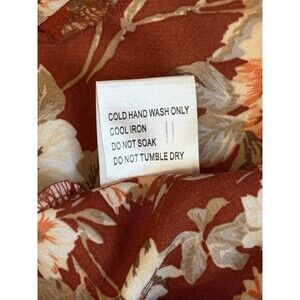 COLD HAND WASH ONLY
COOL IRON
DO NOT SOAK
DO NOT TUMBLE DRY